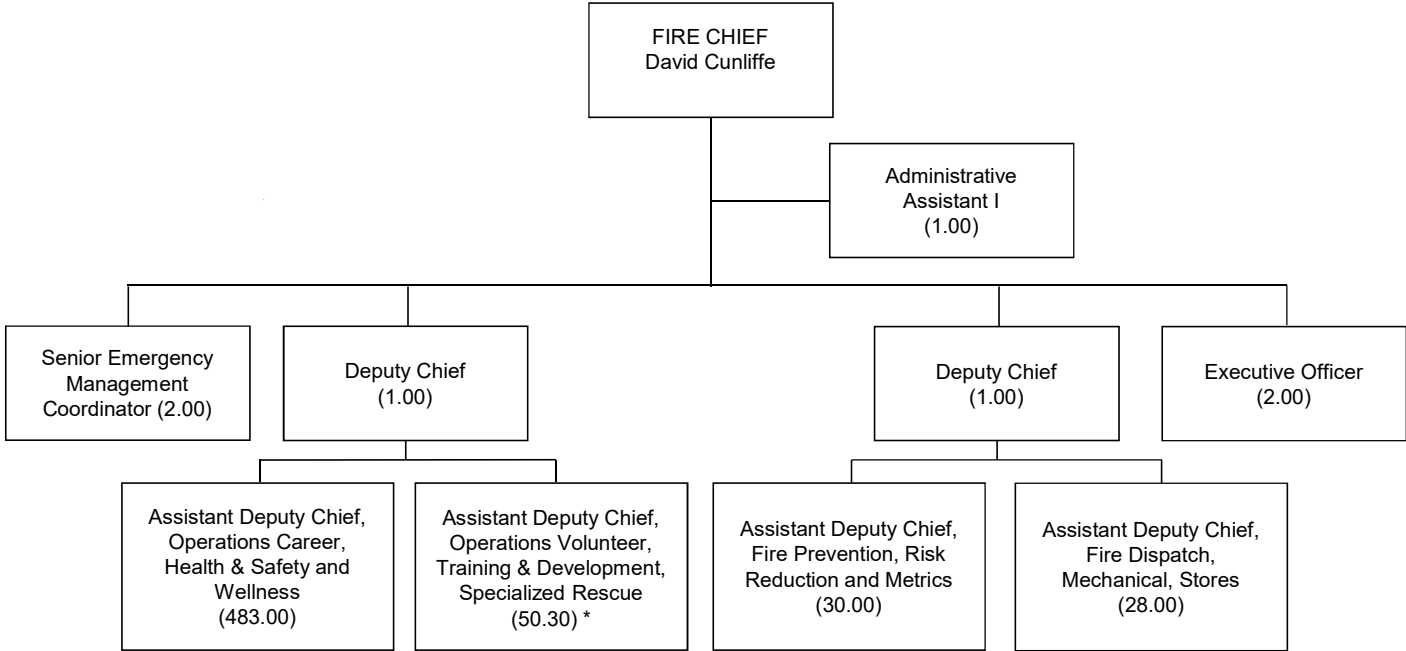 FIRE CHIEF
David Cunliffe
Administrative
Assistant I
(1.00)
Senior Emergency
Management
Coordinator (2.00)
Deputy Chief
(1.00)
Deputy Chief
(1.00)
Executive Officer
(2.00)
Assistant Deputy Chief,
Operations Career,
Health & Safety and
Wellness
(483.00)
Assistant Deputy Chief,
Operations Volunteer,
Training & Development,
Specialized Rescue
(50.30) *
Assistant Deputy Chief,
Fire Prevention, Risk
Reduction and Metrics
(30.00)
Assistant Deputy Chief,
Fire Dispatch,
Mechanical, Stores
(28.00)